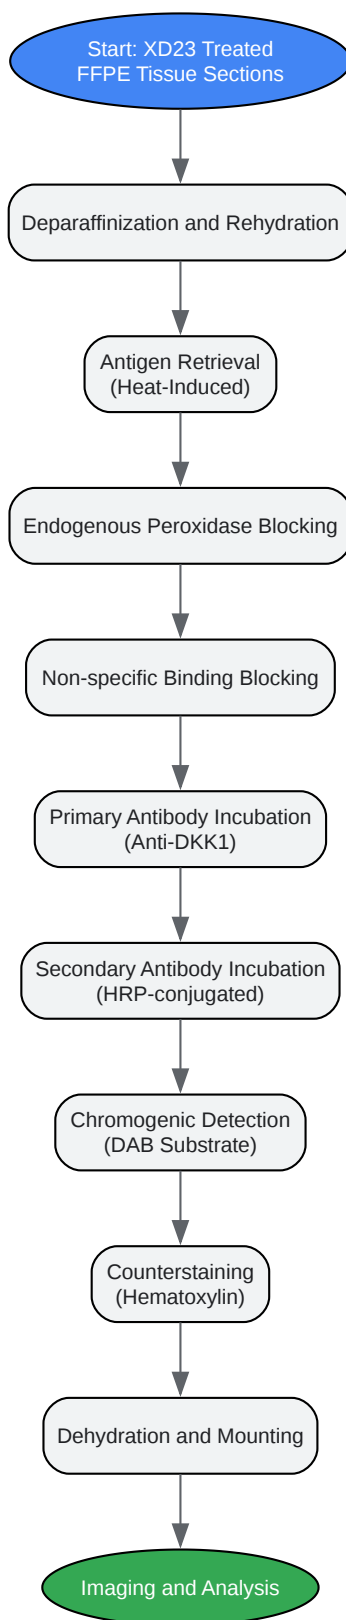 Start: XD23 Treated
FFPE Tissue Sections
Deparaffinization and Rehydration
Antigen Retrieval
(Heat-Induced)
Endogenous Peroxidase Blocking
Non-specific Binding Blocking
Primary Antibody Incubation
(Anti-DKK1)
Secondary Antibody Incubation
(HRP-conjugated)
Chromogenic Detection
(DAB Substrate)
Counterstaining
(Hematoxylin)
Dehydration and Mounting
Imaging and Analysis